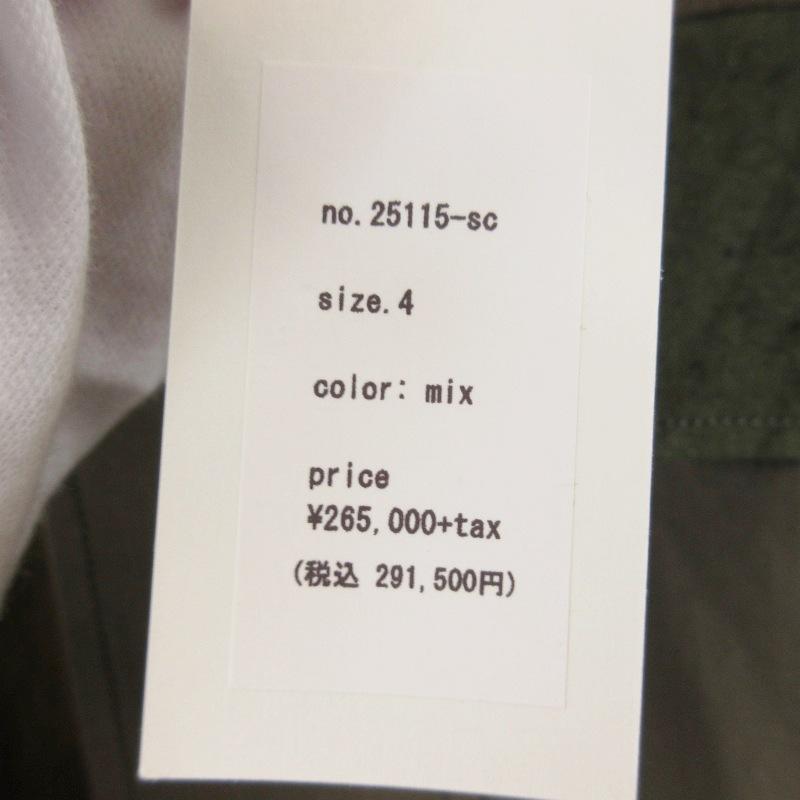 no.25115-sc
size.4
color: mix
price
¥265,000+tax
(税込 291,500円)